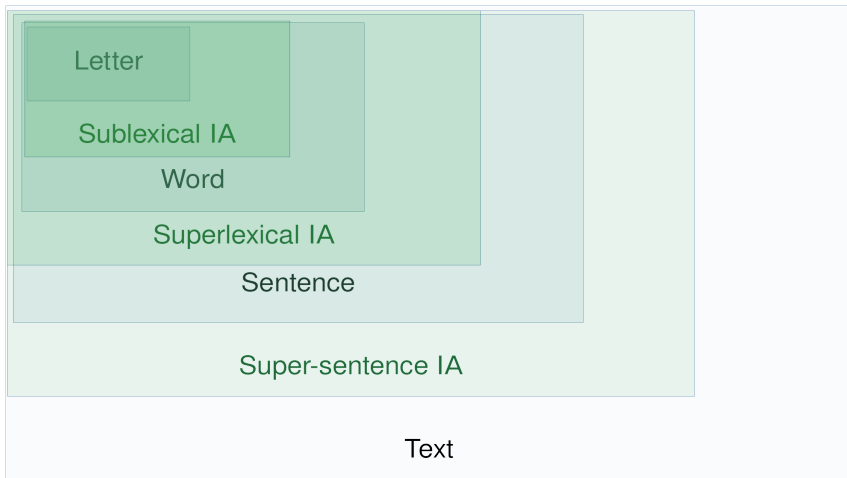 Letter
Sublexical IA
Word
Superlexical IA
Sentence
Super-sentence IA
Text